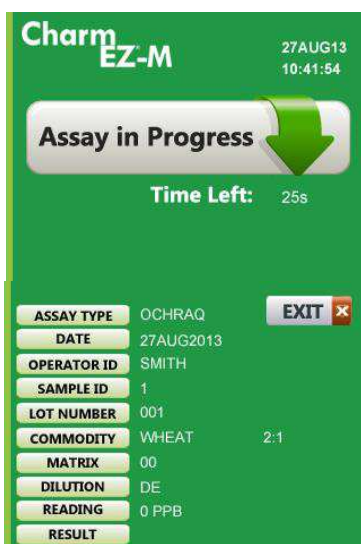 Charm
EZ-M
27AUG13
10:41:54
Assay in Progress
Time Left: 25s
EXIT X
ASSAY TYPE OCHRAQ
DATE 27AUG2013
OPERATOR ID SMITH
SAMPLE ID 1
LOT NUMBER 001
COMMODITY WHEAT 2:1
MATRIX 00
DILUTION DE
READING 0 PPB
RESULT